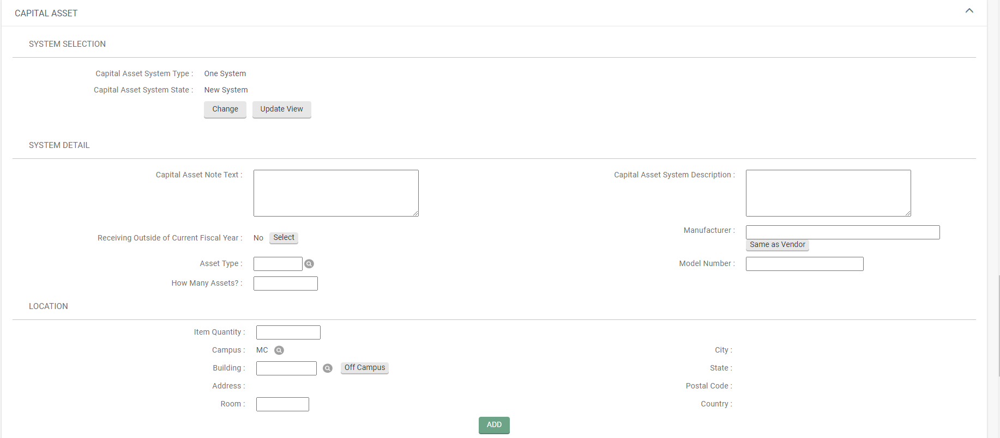 CAPITAL ASSET
SYSTEM SELECTION
Capital Asset System Type : One System
Capital Asset System State : New System
Change Update View
SYSTEM DETAIL
Capital Asset Note Text : Capital Asset System Description :
Receiving Outside of Current Fiscal Year : No Select Manufacturer :
Same as Vendor
Asset Type : Model Number :
How Many Assets? :
LOCATION
Item Quantity :
Campus : MC City :
Building : Off Campus State :
Address : Postal Code :
Room : Country :
ADD